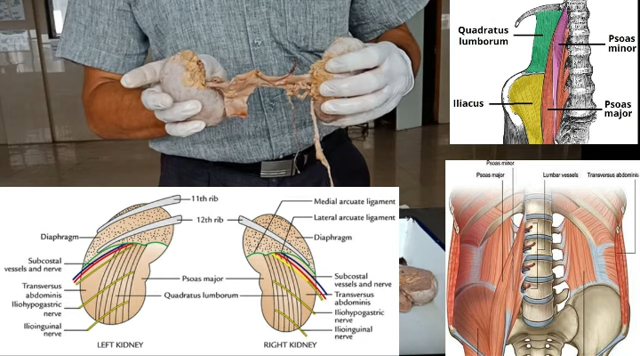 Quadratus
lumborum
Psoas
minor
Iliacus
Psoas
major
11th rib
12th rib
Medial arcuate ligament
Lateral arcuate ligament
Diaphragm
Diaphragm
Subcostal
vessels and nerve
Psoas major
Subcostal
vessels and nerve
Transversus
abdominis
Quadratus lumborum
Transversus
abdominis
Iliohypogastric
nerve
Iliohypogastric
nerve
Ilioinguinal
nerve
Ilioinguinal
nerve
LEFT KIDNEY
RIGHT KIDNEY
Psoas minor
Psoas major
Lumbar vessels
Transversus abdominis